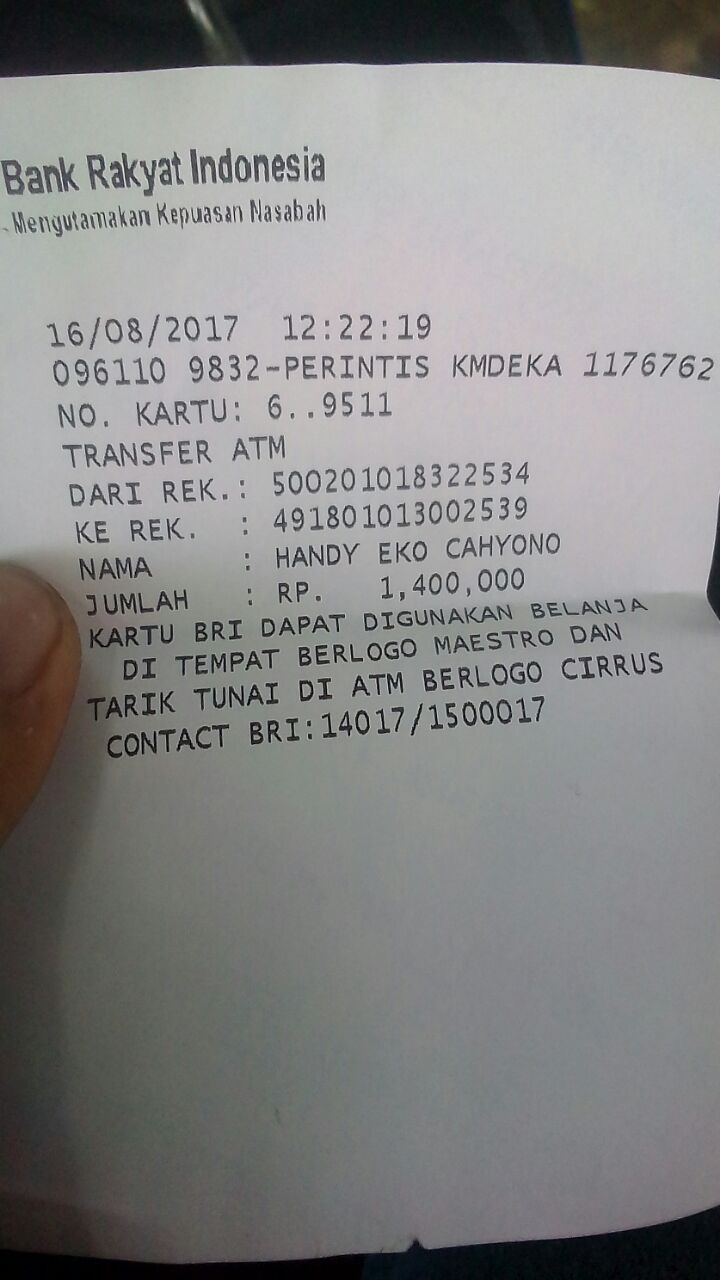 Bank Rakyat Indonesia
Mengutamakan Kepuasan Nasabah
16/08/2017 12:22:19
096110 9832-PERINTIS KMDEKA 1176762
NO. KARTU: 6..9511
TRANSFER ATM
DARI REK.: 500201018322534
KE REK. : 491801013002539
NAMA : HANDY EKO CAHYONO
JUMLAH : RP. 1,400,000
KARTU BRI DAPAT DIGUNAKAN BELANJA
DI TEMPAT BERLOGO MAESTRO DAN
TARIK TUNAI DI ATM BERLOGO CIRRUS
CONTACT BRI:14017/1500017